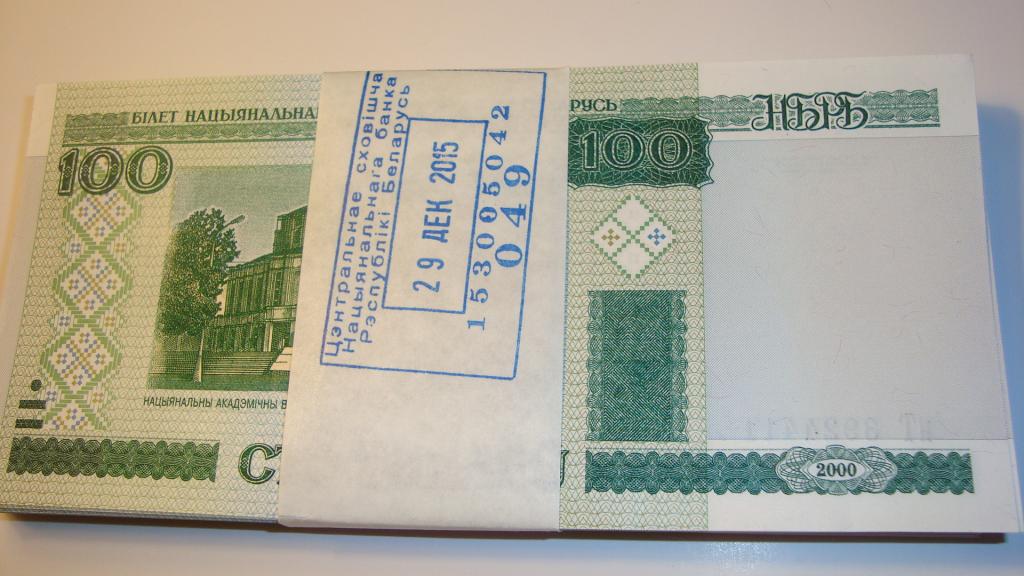 БІЛЕТ НАЦЫЯНАЛЬНА
РУСЬ
НБРБ
100
100
Цэнтральнае сховішча
Нацыянальнага банка
Рэспублікі Беларусь
29 ДЕК 2015
153005042
049
НАЦЫЯНАЛЬНЫ АКАДЭМІЧНЫ В
2000